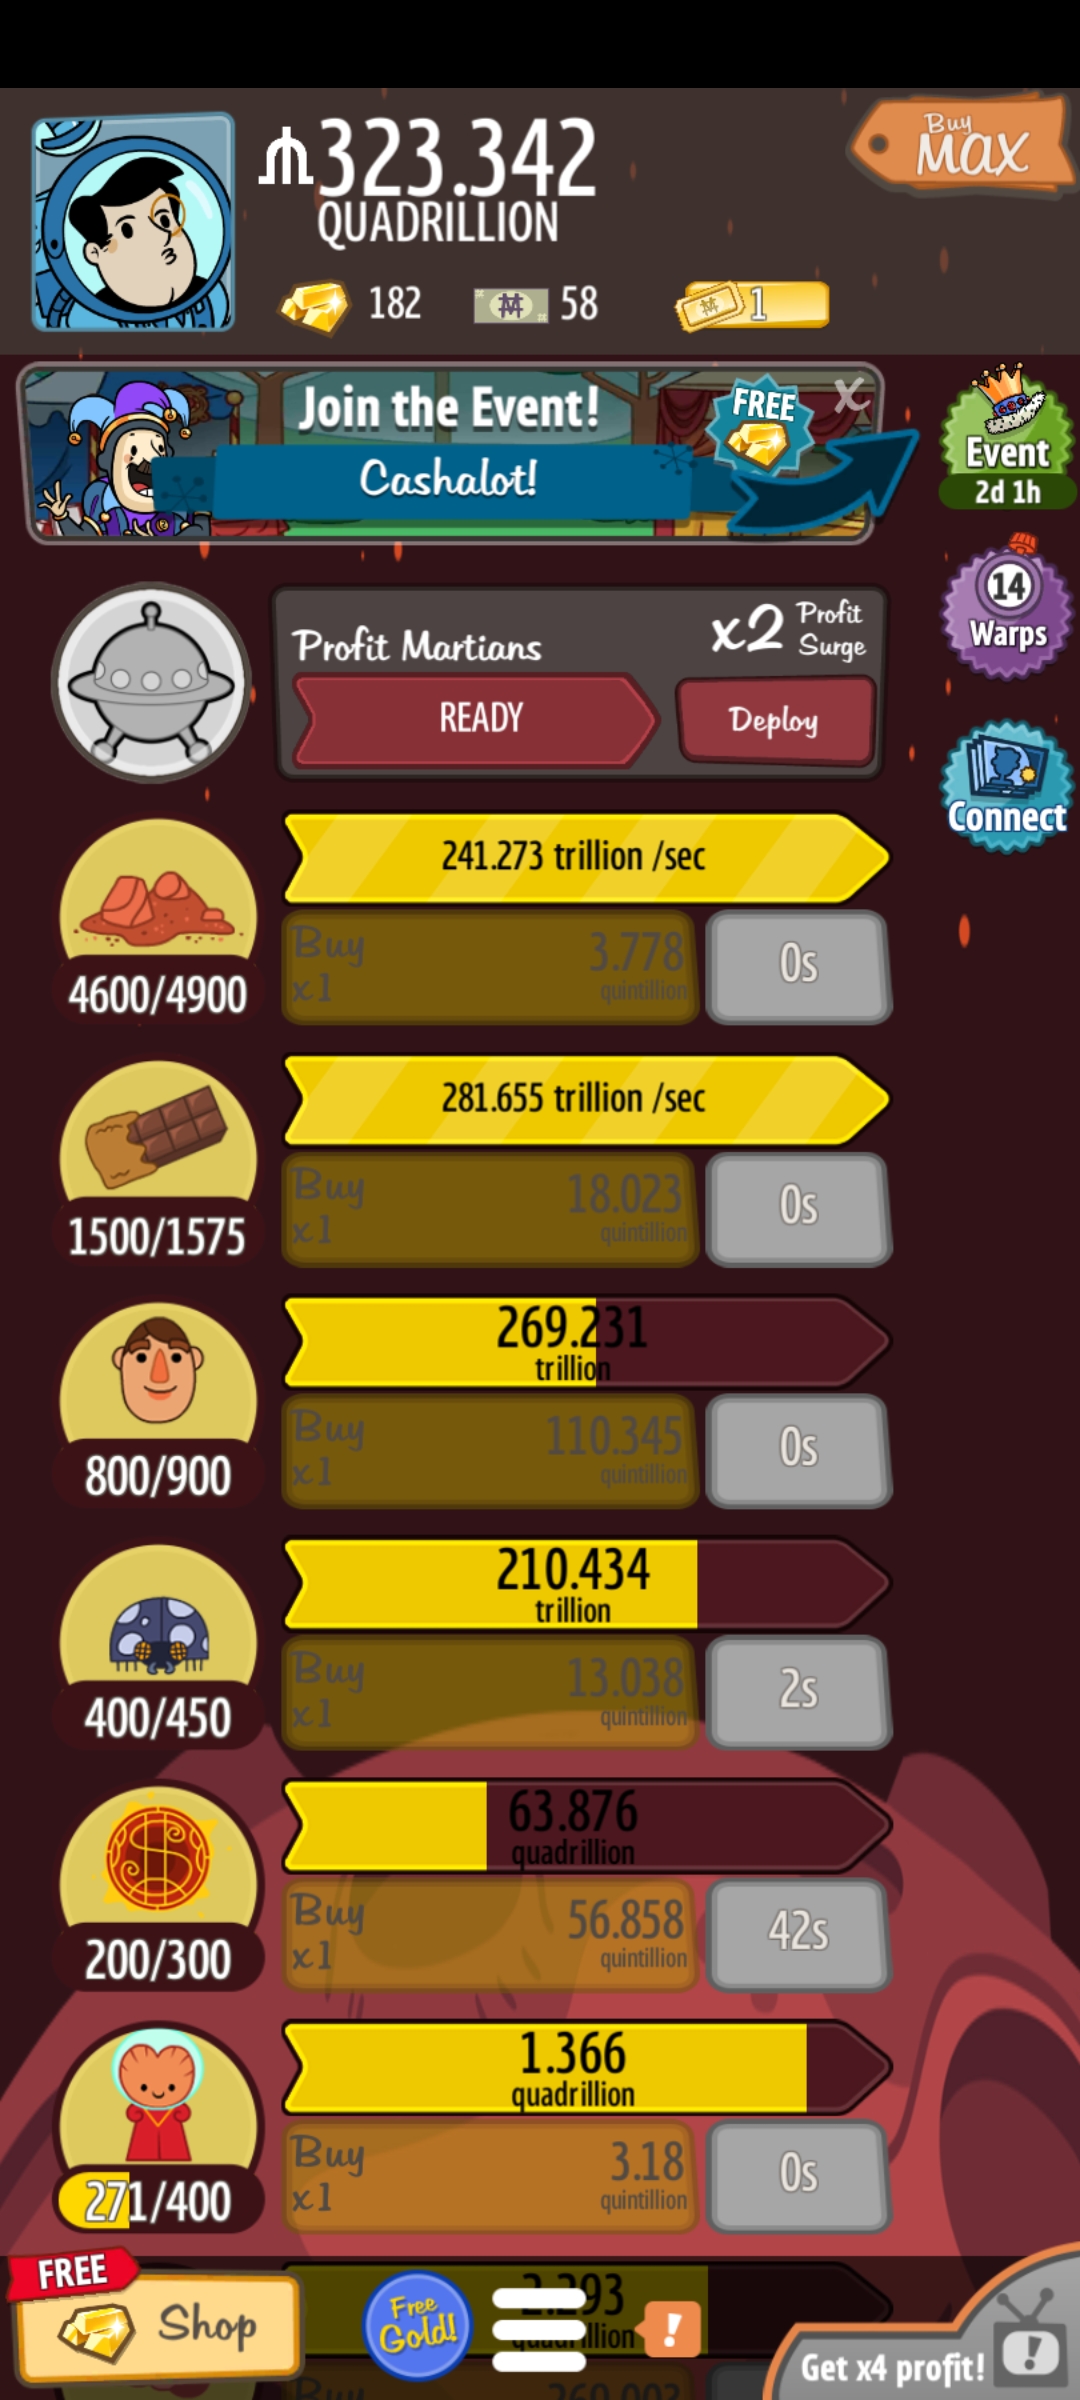 323.342
QUADRILLION
Buy
MAX
182
58
1
Join the Event!
FREE
X
Cashalot!
Event
2d 1h
14
Warps
Connect
Profit Martians
x2 Profit
Surge
READY
Deploy
241.273 trillion /sec
4600/4900
Buy
x1
3.778
quintillion
0s
281.655 trillion /sec
1500/1575
Buy
x1
18.023
quintillion
0s
269.231
trillion
800/900
Buy
x1
110.345
quintillion
0s
210.434
trillion
400/450
Buy
x1
13.038
quintillion
2s
63.876
quadrillion
200/300
Buy
x1
56.858
quintillion
42s
1.366
quadrillion
271/400
Buy
x1
3.18
quintillion
0s
FREE
Shop
Free
Gold!
2.293
!
Get x4 profit!
!
Buy